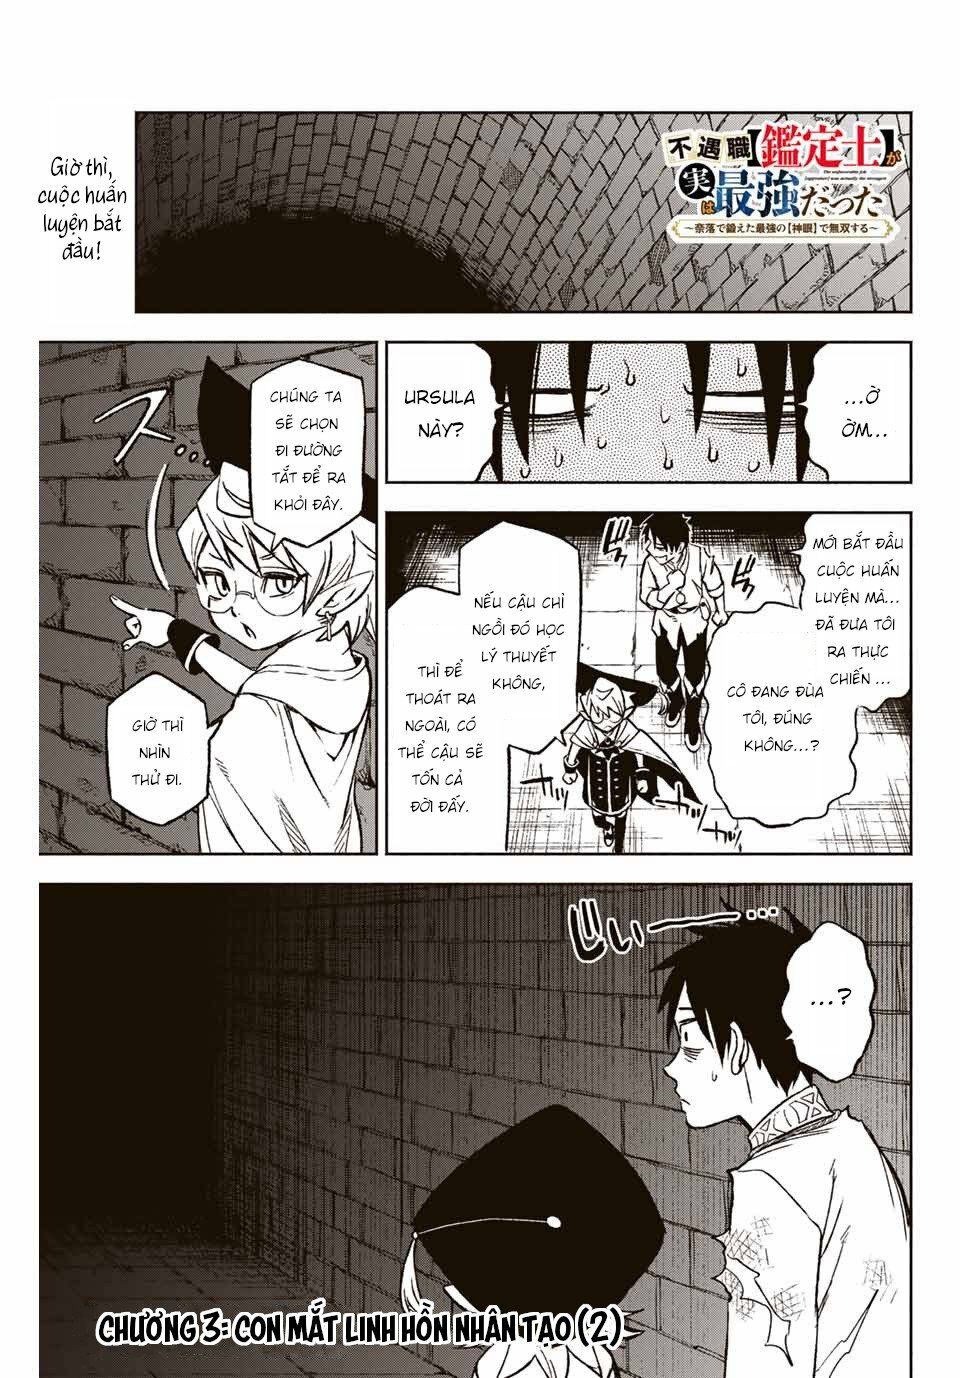 不遇職【鑑定士】が
実は最強だった
～奈落で鍛えた最強の【神眼】で無双する～
Giờ thì,
cuộc huấn
luyện bắt
đầu!
...Ờ
ỜM...
URSULA
NÀY?
MỚI BẮT ĐẦU
CUỘC HUẤN
LUYỆN MÀ...
ĐÃ ĐƯA TÔI
RA THỰC
CHIẾN ...
CÔ ĐANG ĐÙA
TÔI, ĐÚNG
KHÔNG...?
NẾU CẬU CHỈ
NGỒI ĐÓ HỌC
LÝ THUYẾT
KHÔNG,
THÌ ĐỂ
THOÁT RA
NGOÀI, CÓ
THỂ CẬU SẼ
TỐN CẢ
ĐỜI ĐẤY.
CHÚNG TA
SẼ CHỌN
ĐI ĐƯỜNG
TẮT ĐỂ RA
KHỎI ĐÂY.
ス...
GIỜ THÌ
NHÌN
THỬ ĐI.
じぃー...
...?
CHƯƠNG 3: CON MẮT LINH HỒN NHÂN TẠO (2)